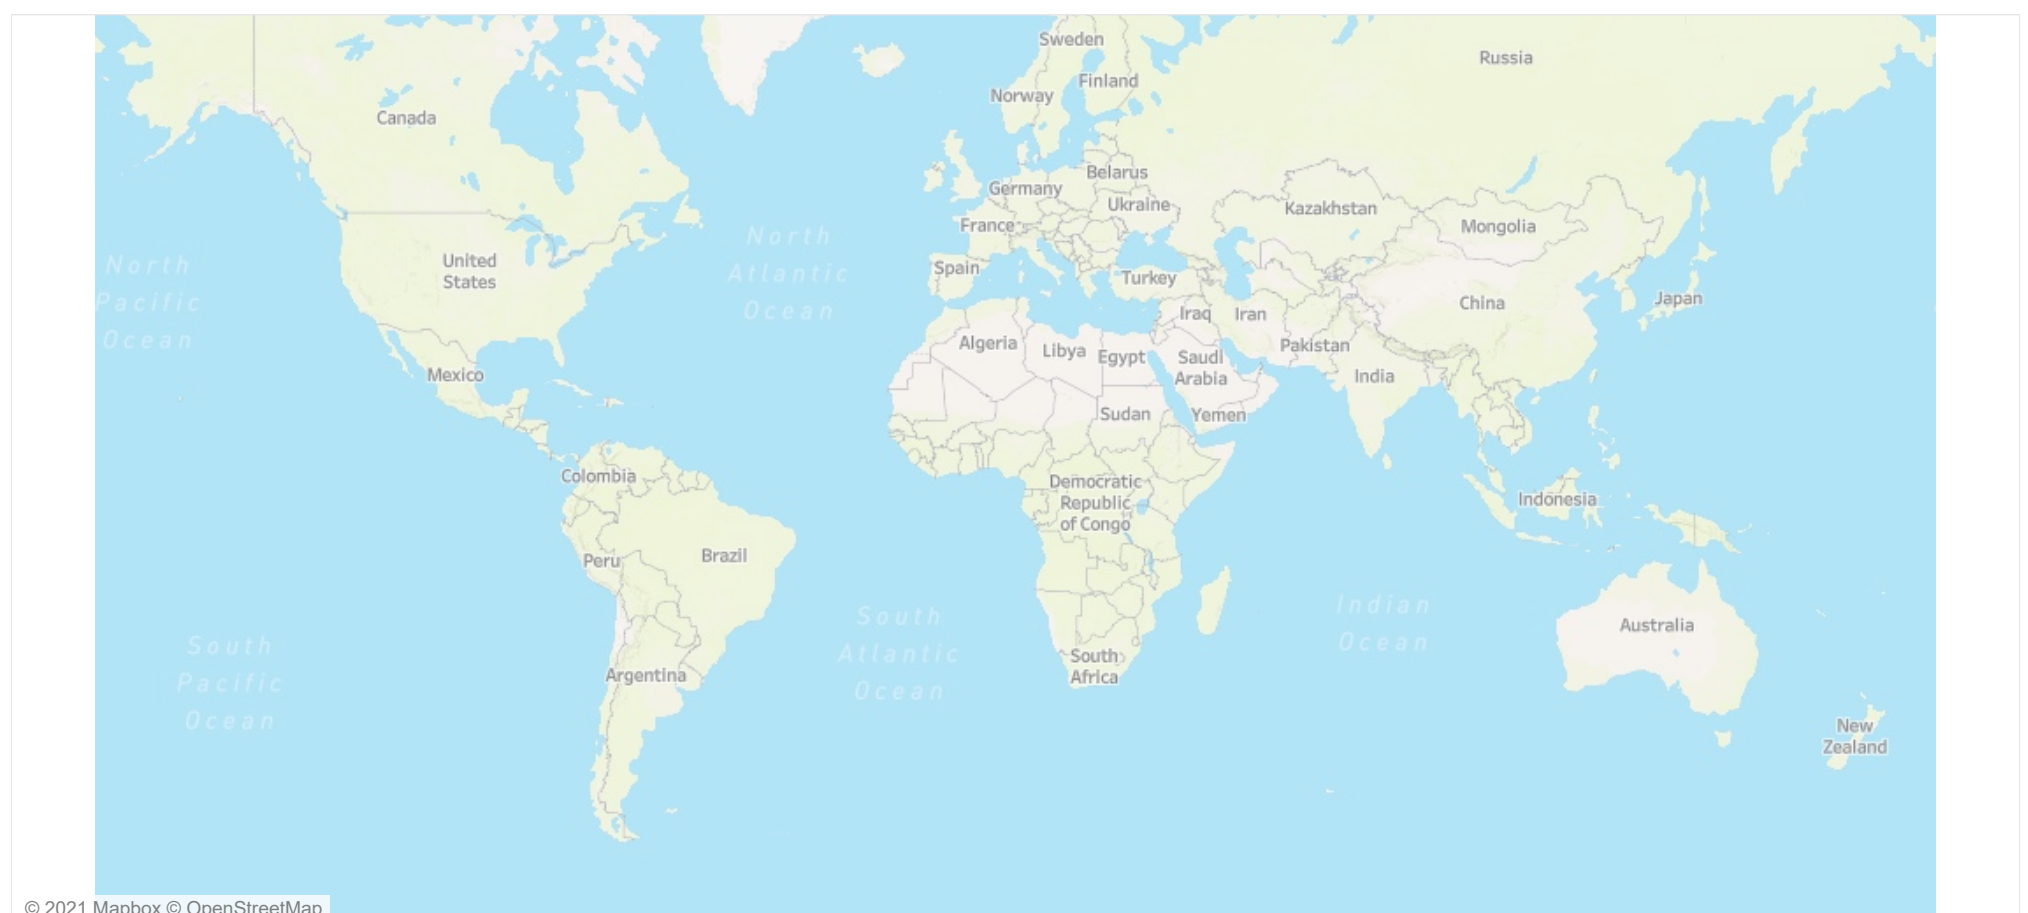 Sweden
Russia
Finland
Norway
Canada
Belarus
Germany
Ukraine
Kazakhstan
France
Mongolia
North
Atlantic
Ocean
United
States
North
Pacific
Ocean
Spain
Turkey
China
Japan
Iraq
Iran
Algeria
Libya
Egypt
Pakistan
Saudi
Arabia
India
Mexico
Sudan
Yemen
Colombia
Democratic
Republic
of Congo
Indonesia
Peru
Brazil
South
Atlantic
Ocean
Indian
Ocean
Australia
South
Pacific
Ocean
South
Africa
Argentina
New
Zealand
© 2021 Mapbox © OpenStreetMap